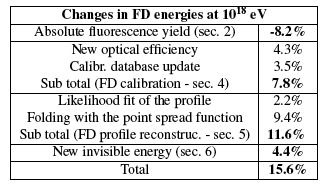 Changes in FD energies at 10¹⁸ eV
Absolute fluorescence yield (sec. 2) -8.2%
New optical efficiency 4.3%
Calibr. database update 3.5%
Sub total (FD calibration - sec. 4) 7.8%
Likelihood fit of the profile 2.2%
Folding with the point spread function 9.4%
Sub total (FD profile reconstruc. - sec. 5) 11.6%
New invisible energy (sec. 6) 4.4%
Total 15.6%